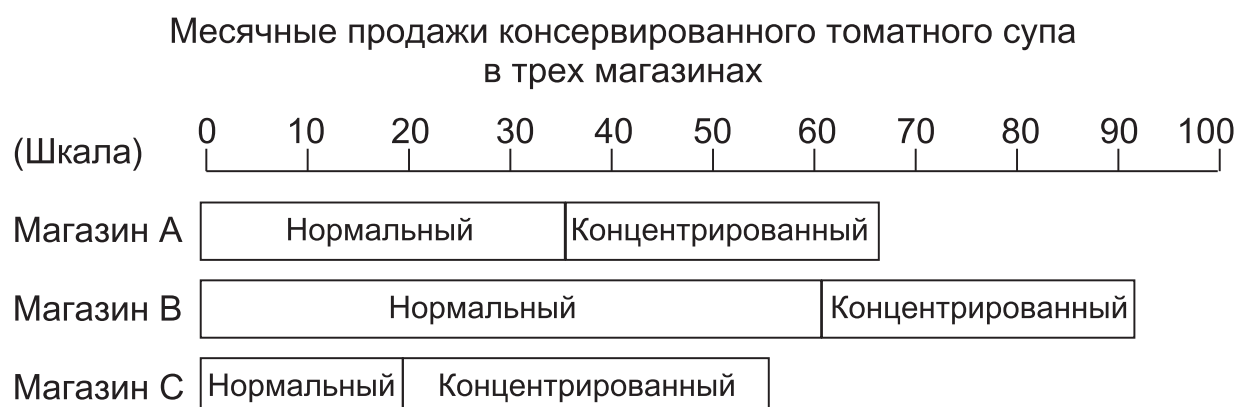 Месячные продажи консервированного томатного супа
в трех магазинах
(Шкала) 0 10 20 30 40 50 60 70 80 90 100
Магазин А Нормальный Концентрированный
Магазин В Нормальный Концентрированный
Магазин С Нормальный Концентрированный